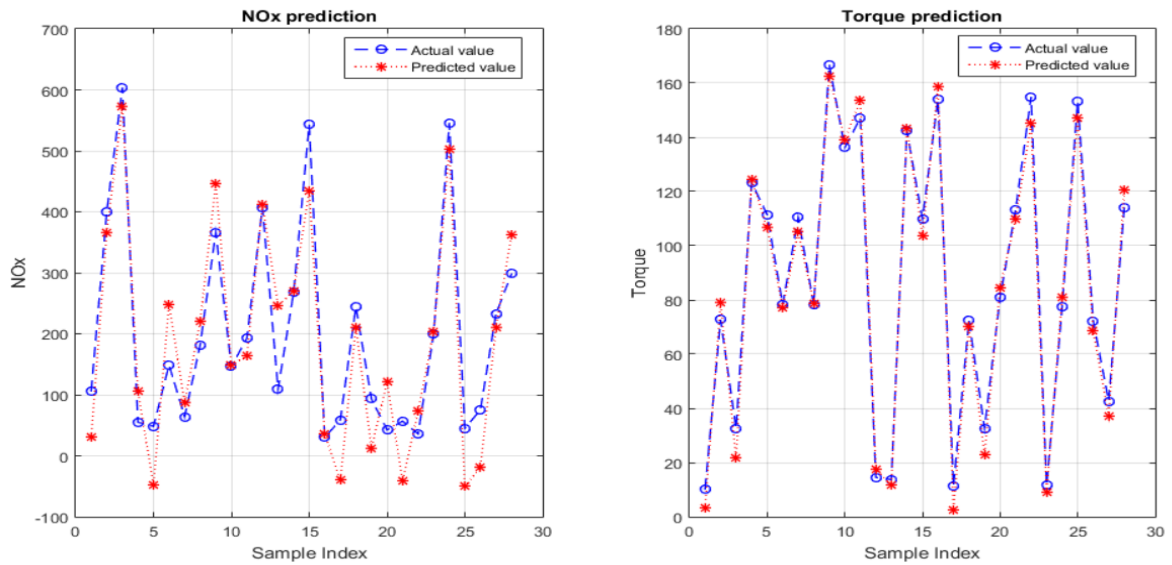 NOx prediction
700
600
500
400
300
200
100
0
-100
NOx
Actual value
Predicted value
0 5 10 15 20 25 30
Sample Index
Torque prediction
180
160
140
120
100
80
60
40
20
0
Torque
Actual value
Predicted value
0 5 10 15 20 25 30
Sample Index